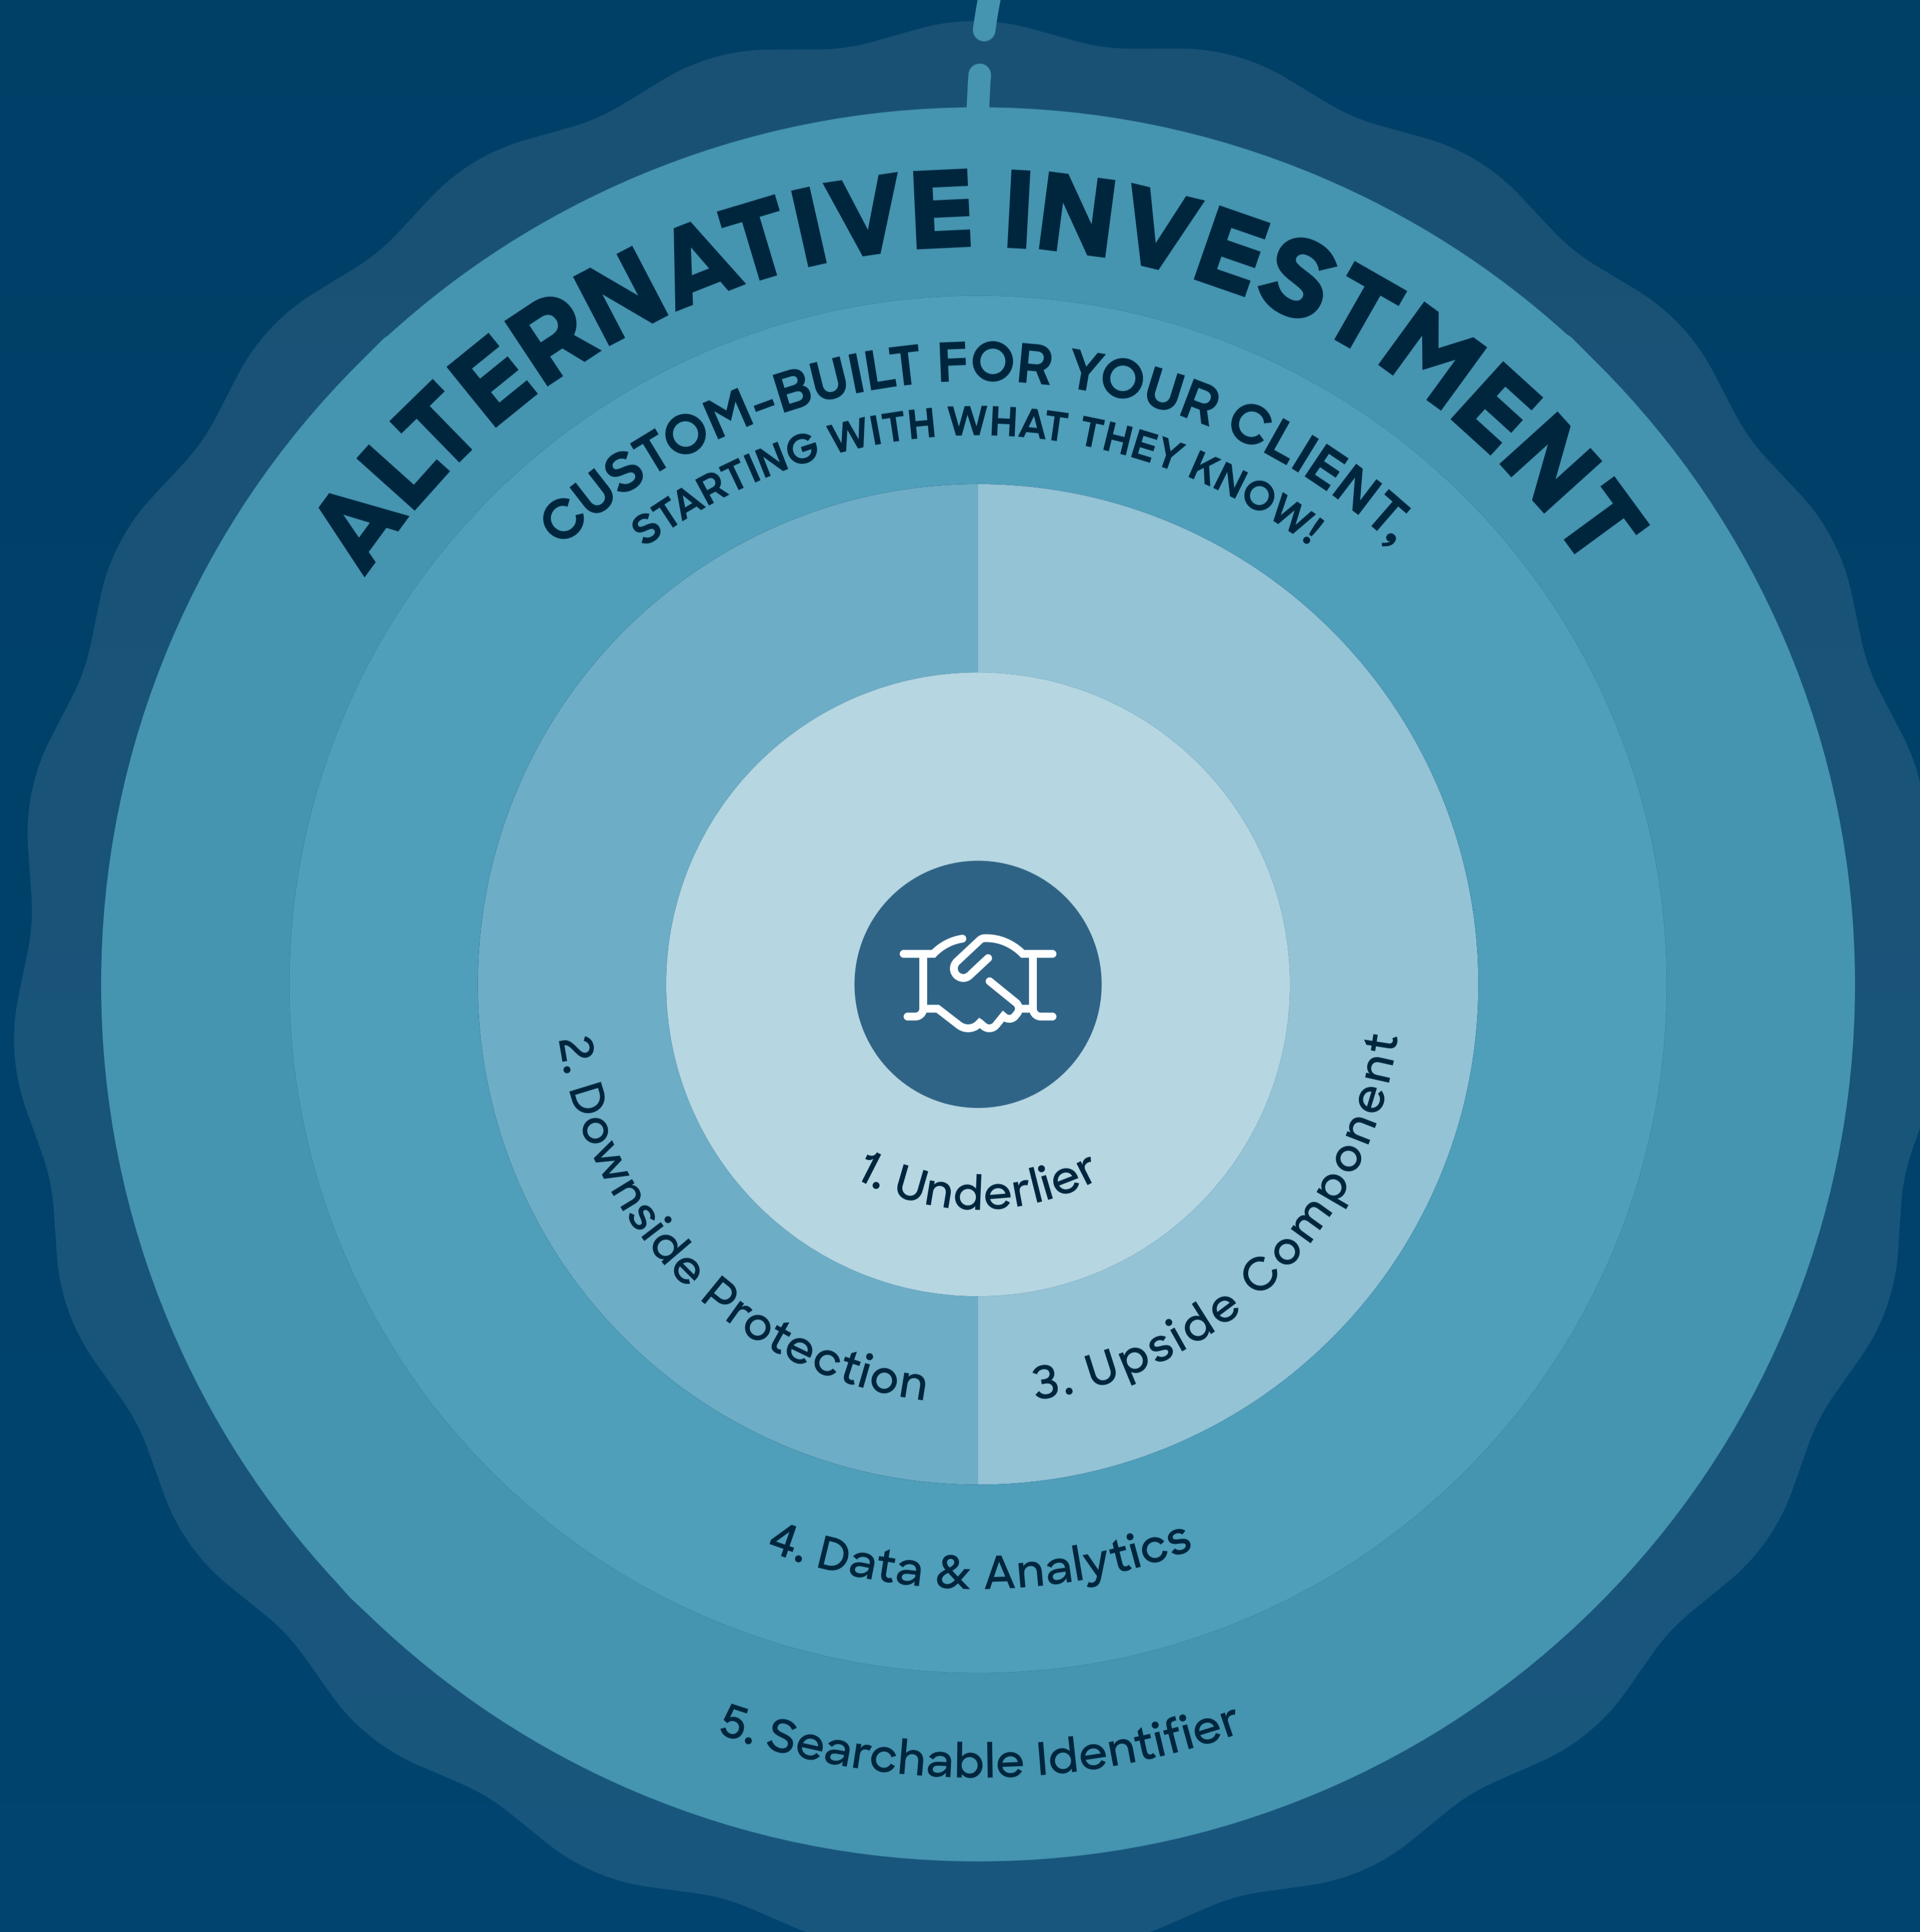 ALTERNATIVE INVESTMENT
CUSTOM-BUILT FOR YOUR CLIENT,
STARTING WITH WHAT THEY KNOW!
1. Underlier
2. Downside Protection
3. Upside Component
4. Data & Analytics
5. Searchable Identifier